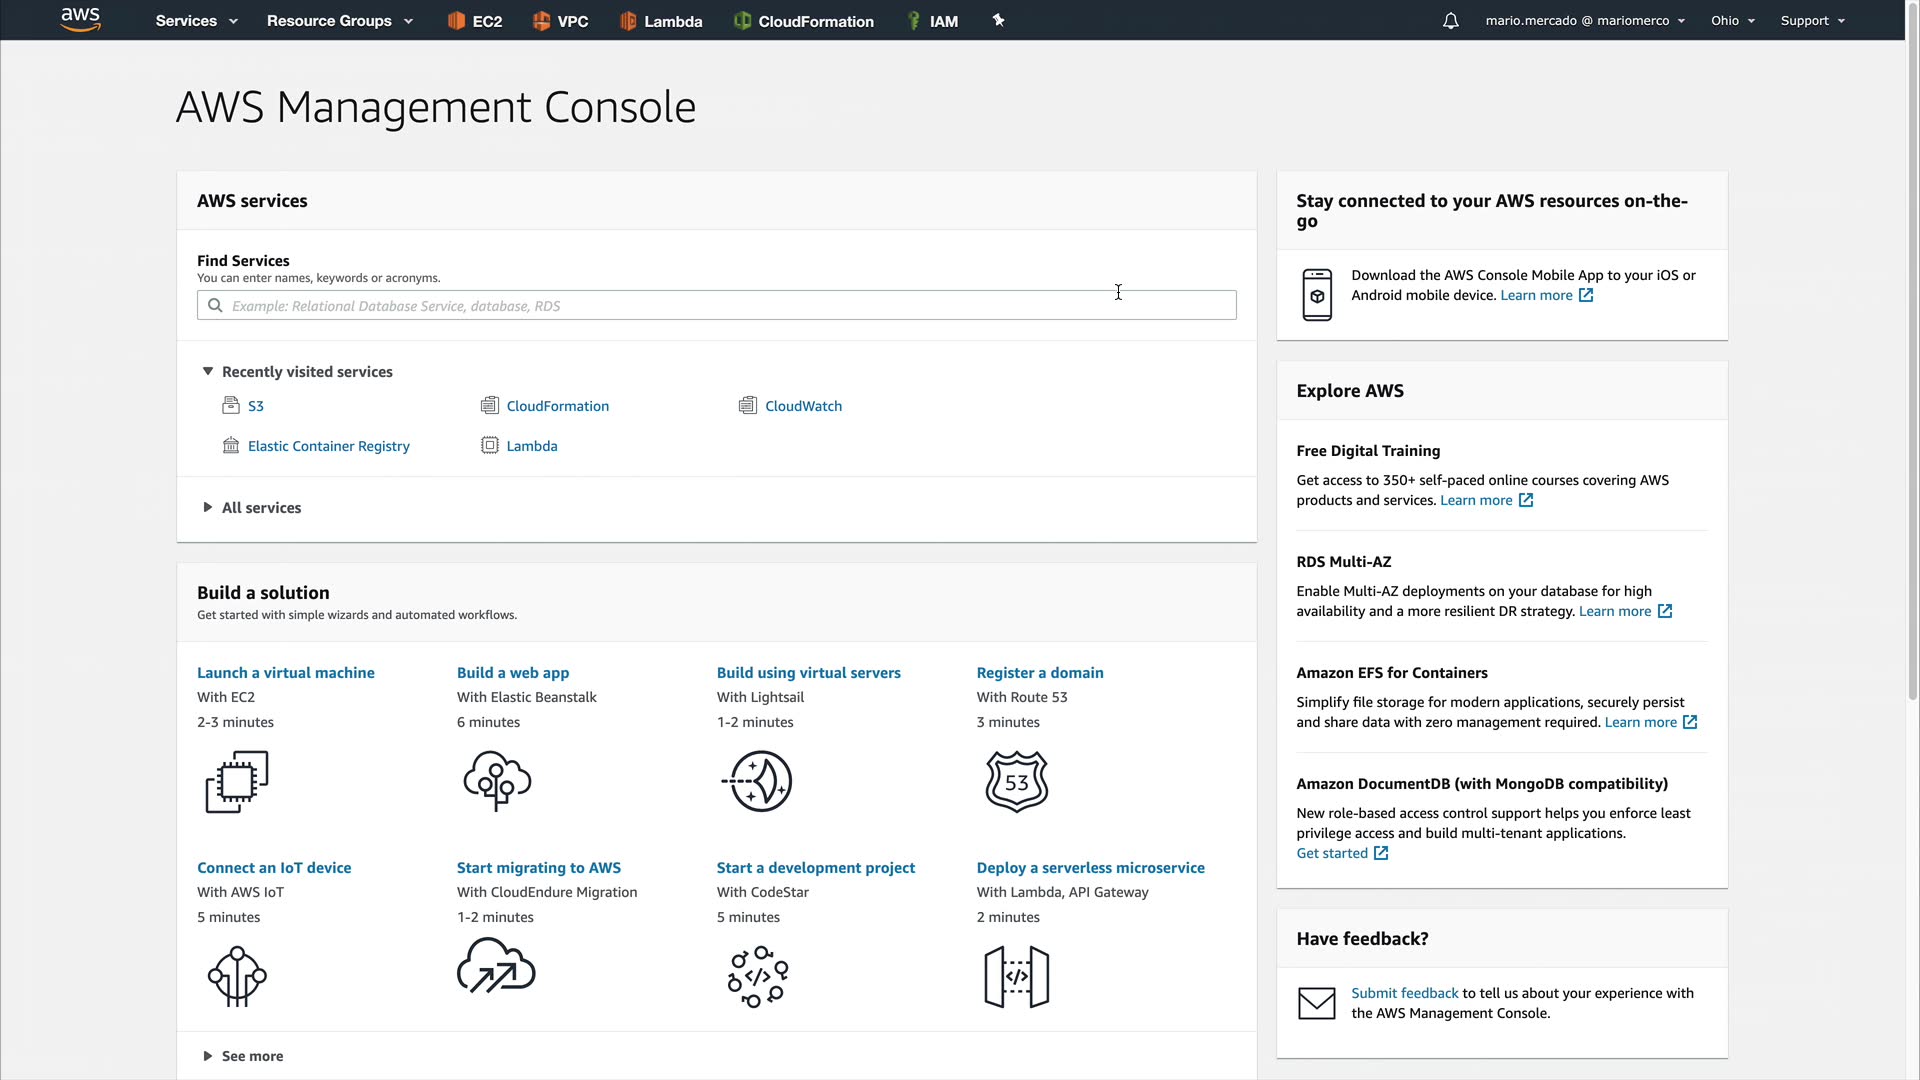 aws
Services
Resource Groups
EC2
VPC
Lambda
CloudFormation
IAM
mario.mercado @ mariomerco
Ohio
Support
AWS Management Console
AWS services
Find Services
You can enter names, keywords or acronyms.
Example: Relational Database Service, database, RDS
Recently visited services
S3
CloudFormation
CloudWatch
Elastic Container Registry
Lambda
All services
Build a solution
Get started with simple wizards and automated workflows.
Launch a virtual machine
With EC2
2-3 minutes
Build a web app
With Elastic Beanstalk
6 minutes
Build using virtual servers
With Lightsail
1-2 minutes
Register a domain
With Route 53
3 minutes
53
Connect an IoT device
With AWS IoT
5 minutes
Start migrating to AWS
With CloudEndure Migration
1-2 minutes
Start a development project
With CodeStar
5 minutes
</>
Deploy a serverless microservice
With Lambda, API Gateway
2 minutes
</>
See more
Stay connected to your AWS resources on-the-
go
Download the AWS Console Mobile App to your iOS or
Android mobile device. Learn more
Explore AWS
Free Digital Training
Get access to 350+ self-paced online courses covering AWS
products and services. Learn more
RDS Multi-AZ
Enable Multi-AZ deployments on your database for high
availability and a more resilient DR strategy. Learn more
Amazon EFS for Containers
Simplify file storage for modern applications, securely persist
and share data with zero management required. Learn more
Amazon DocumentDB (with MongoDB compatibility)
New role-based access control support helps you enforce least
privilege access and build multi-tenant applications.
Get started
Have feedback?
Submit feedback to tell us about your experience with
the AWS Management Console.